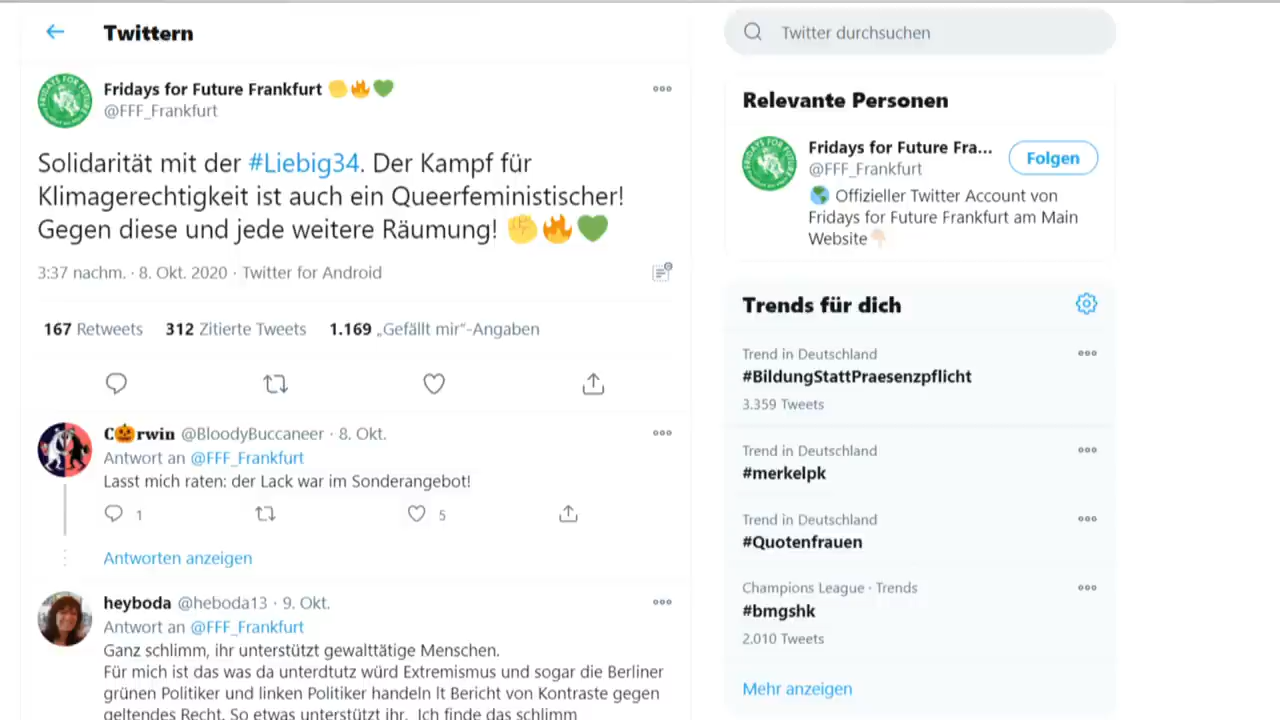 Twittern
Fridays for Future Frankfurt ✊🔥💚
@FFF_Frankfurt
Solidarität mit der #Liebig34. Der Kampf für
Klimagerechtigkeit ist auch ein Queerfeministischer!
Gegen diese und jede weitere Räumung! ✊🔥💚
3:37 nachm. · 8. Okt. 2020 · Twitter for Android
167 Retweets 312 Zitierte Tweets 1.169 „Gefällt mir“-Angaben
C🎃rwin @BloodyBuccaneer · 8. Okt.
Antwort an @FFF_Frankfurt
Lasst mich raten: der Lack war im Sonderangebot!
1 5
Antworten anzeigen
heyboda @heboda13 · 9. Okt.
Antwort an @FFF_Frankfurt
Ganz schlimm, ihr unterstützt gewalttätige Menschen.
Für mich ist das was da unterdtutz würd Extremismus und sogar die Berliner
grünen Politiker und linken Politiker handeln lt Bericht von Kontraste gegen
geltendes Recht. So etwas unterstützt ihr. Ich finde das schlimm
Twitter durchsuchen
Relevante Personen
Fridays for Future Fra...
@FFF_Frankfurt
Folgen
🌎 Offizieller Twitter Account von
Fridays for Future Frankfurt am Main
Website👇🏻
Trends für dich
Trend in Deutschland
#BildungStattPraesenzpflicht
3.359 Tweets
Trend in Deutschland
#merkelpk
Trend in Deutschland
#Quotenfrauen
Champions League · Trends
#bmgshk
2.010 Tweets
Mehr anzeigen